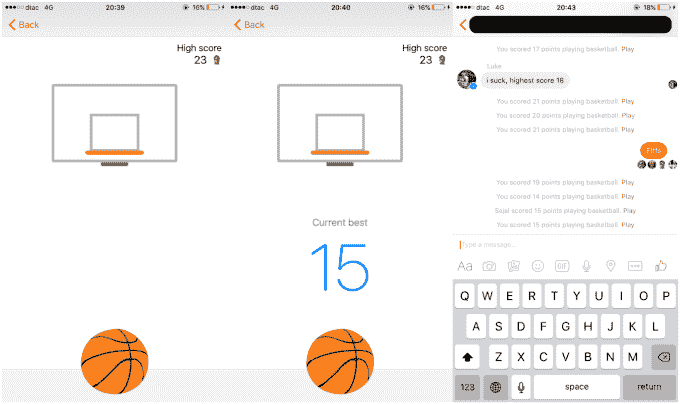 dtac 4G 20:39 16%
Back
High score
23
dtac 4G 20:40 16%
Back
High score
23
Current best
15
dtac 4G 20:43 18%
You scored 17 points playing basketball. Play
Luke
i suck, highest score 16
You scored 21 points playing basketball. Play
You scored 20 points playing basketball. Play
You scored 21 points playing basketball. Play
You scored 19 points playing basketball. Play
You scored 14 points playing basketball. Play
Sajal scored 15 points playing basketball. Play
You scored 15 points playing basketball. Play
Type a message...
Aa GIF
Q W E R T Y U I O P
A S D F G H J K L
Z X C V B N M
123 space return